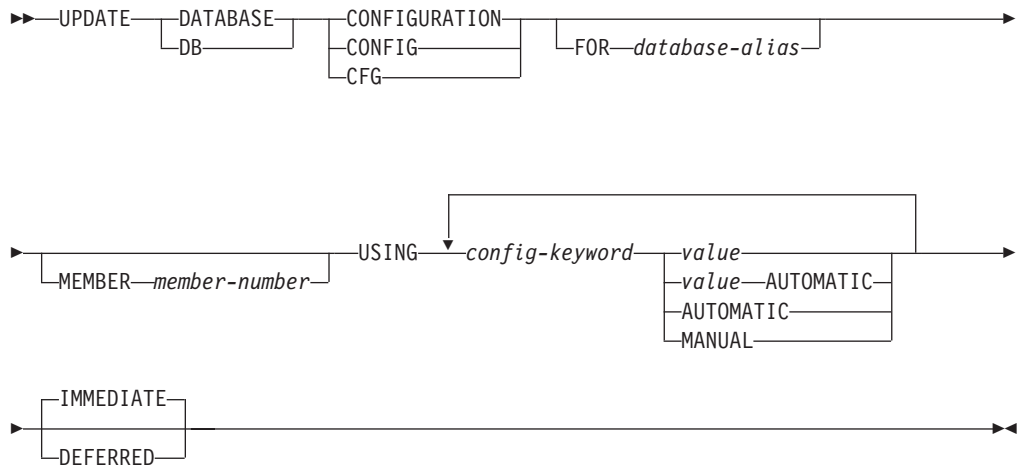 UPDATE DATABASE CONFIGURATION
DB CONFIG FOR database-alias
CFG
USING config-keyword value
MEMBER member-number value AUTOMATIC
AUTOMATIC
MANUAL
IMMEDIATE
DEFERRED